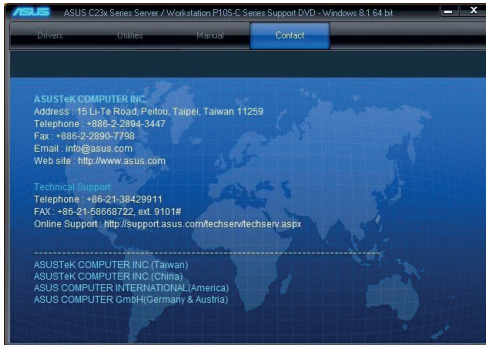 ASUS ASUS C23x Series Server / Workstation P10S-C Series Support DVD - Windows 8.1 64 bit
Drivers Utilities Manual Contact
ASUSTeK COMPUTER INC.
Address : 15 Li-Te Road, Peitou, Taipei, Taiwan 11259
Telephone : +886-2-2894-3447
Fax : +886-2-2890-7798
Email : info@asus.com
Web site : http://www.asus.com
Technical Support:
Telephone : +86-21-38429911
FAX : +86-21-58668722, ext. 9101#
Online Support : http://support.asus.com/techserv/techserv.aspx
ASUSTeK COMPUTER INC.(Taiwan)
ASUSTeK COMPUTER INC.(China)
ASUS COMPUTER INTERNATIONAL(America)
ASUS COMPUTER GmbH(Germany & Austria)